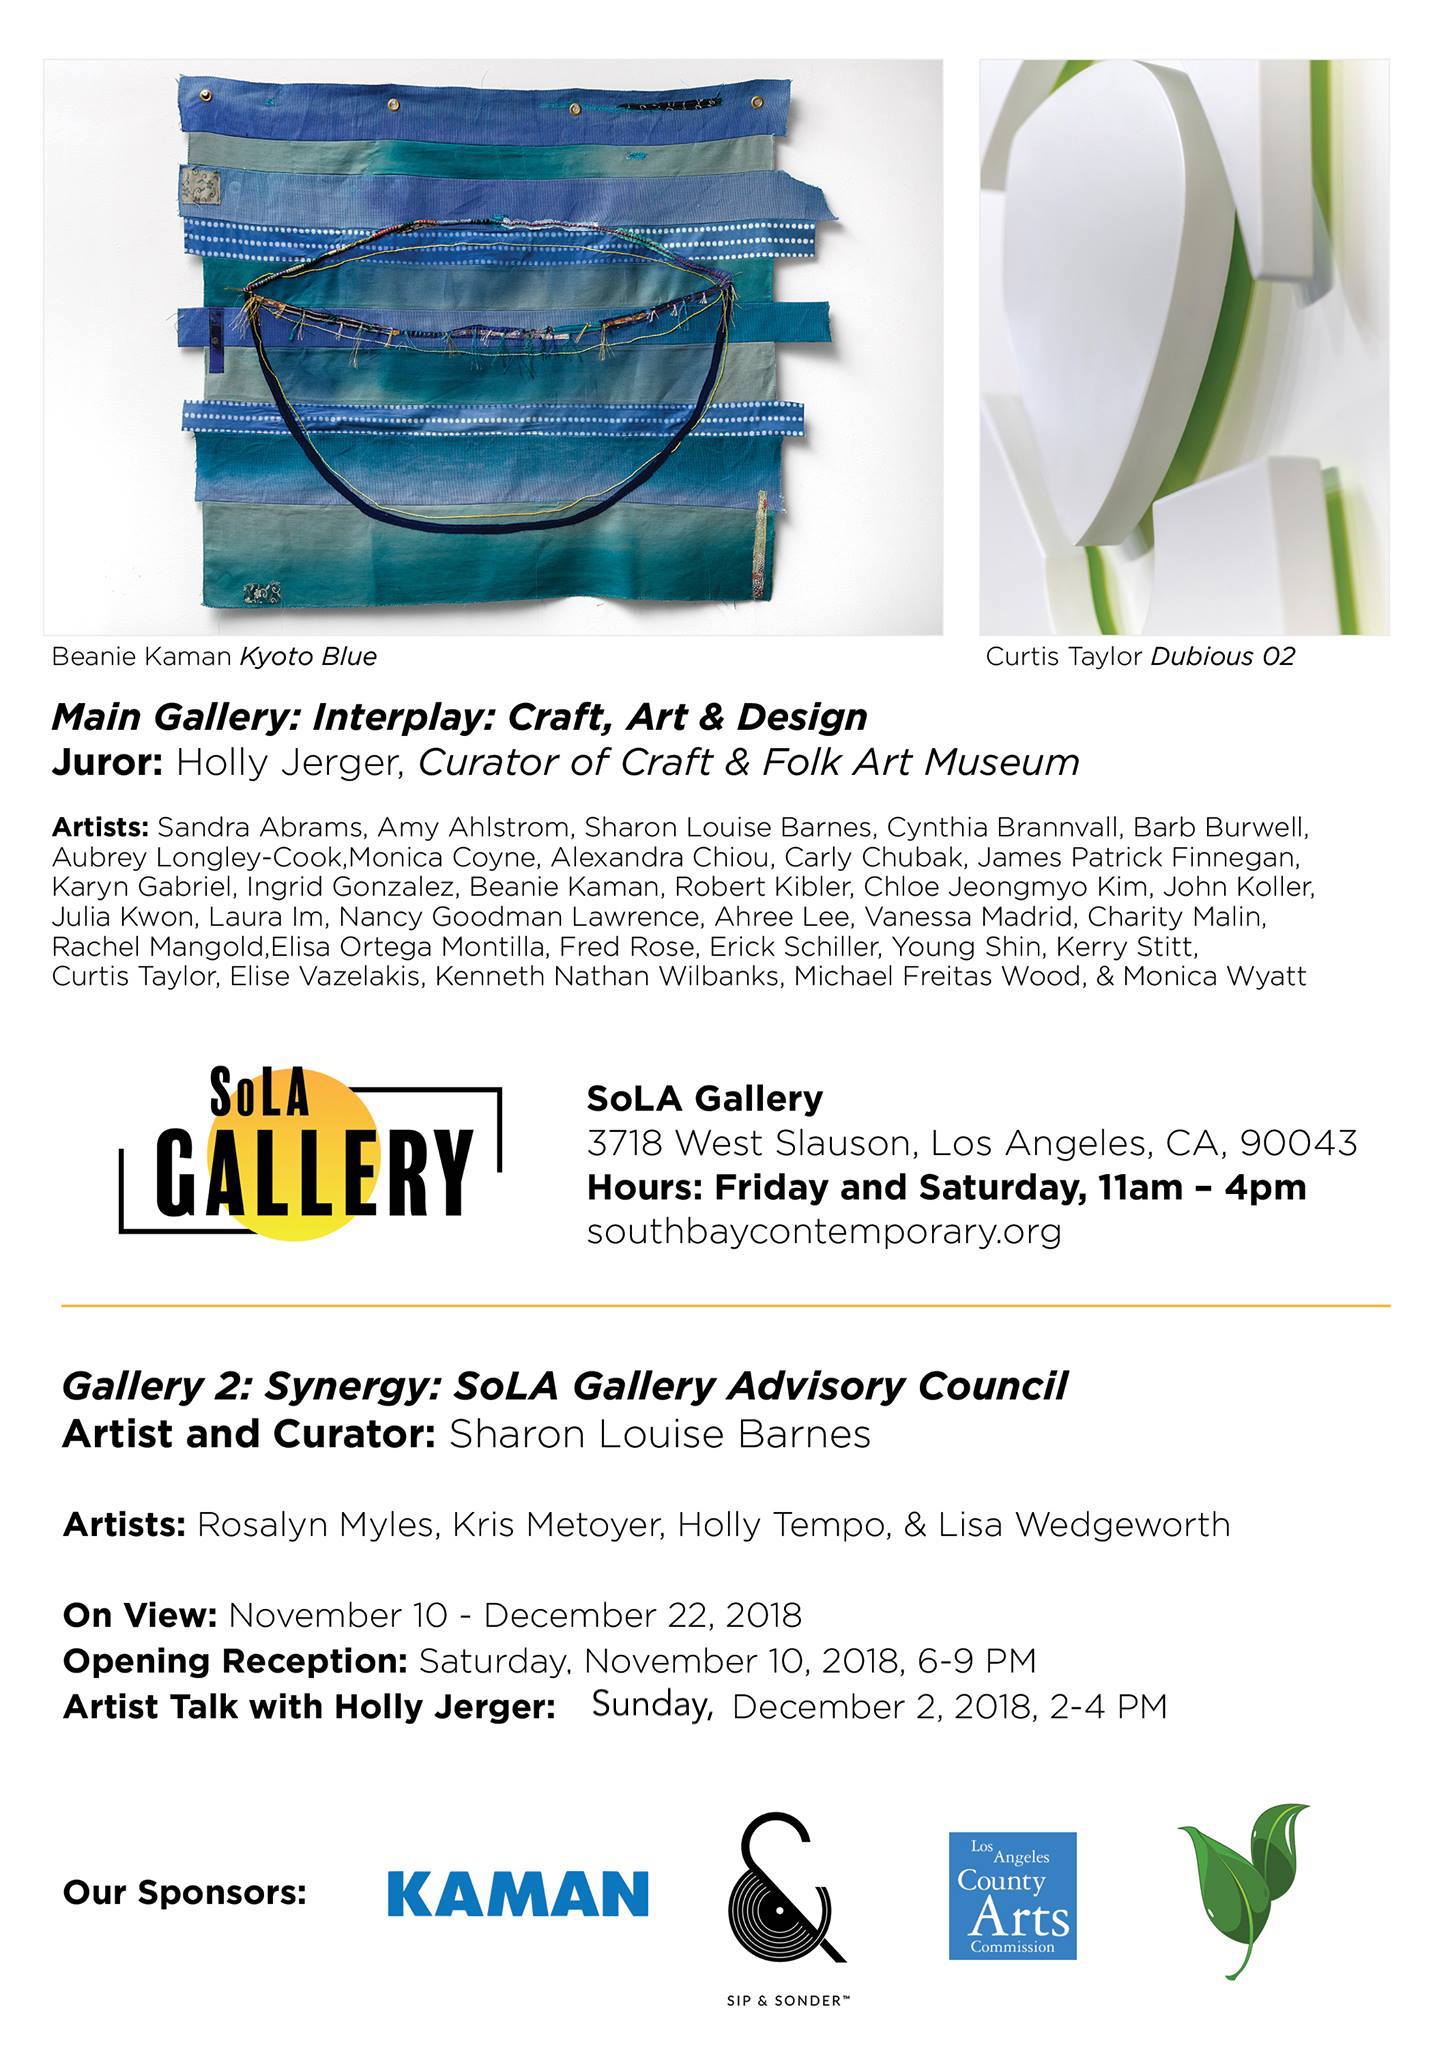 Beanie Kaman Kyoto Blue
Curtis Taylor Dubious 02
Main Gallery: Interplay: Craft, Art & Design
Juror: Holly Jerger, Curator of Craft & Folk Art Museum
Artists: Sandra Abrams, Amy Ahlstrom, Sharon Louise Barnes, Cynthia Brannvall, Barb Burwell,
Aubrey Longley-Cook,Monica Coyne, Alexandra Chiou, Carly Chubak, James Patrick Finnegan,
Karyn Gabriel, Ingrid Gonzalez, Beanie Kaman, Robert Kibler, Chloe Jeongmyo Kim, John Koller,
Julia Kwon, Laura Im, Nancy Goodman Lawrence, Ahree Lee, Vanessa Madrid, Charity Malin,
Rachel Mangold,Elisa Ortega Montilla, Fred Rose, Erick Schiller, Young Shin, Kerry Stitt,
Curtis Taylor, Elise Vazelakis, Kenneth Nathan Wilbanks, Michael Freitas Wood, & Monica Wyatt
SoLA
GALLERY
SoLA Gallery
3718 West Slauson, Los Angeles, CA, 90043
Hours: Friday and Saturday, 11am – 4pm
southbaycontemporary.org
Gallery 2: Synergy: SoLA Gallery Advisory Council
Artist and Curator: Sharon Louise Barnes
Artists: Rosalyn Myles, Kris Metoyer, Holly Tempo, & Lisa Wedgeworth
On View: November 10 - December 22, 2018
Opening Reception: Saturday, November 10, 2018, 6-9 PM
Artist Talk with Holly Jerger: Sunday, December 2, 2018, 2-4 PM
Our Sponsors:
KAMAN
SIP & SONDER™
Los
Angeles
County
Arts
Commission